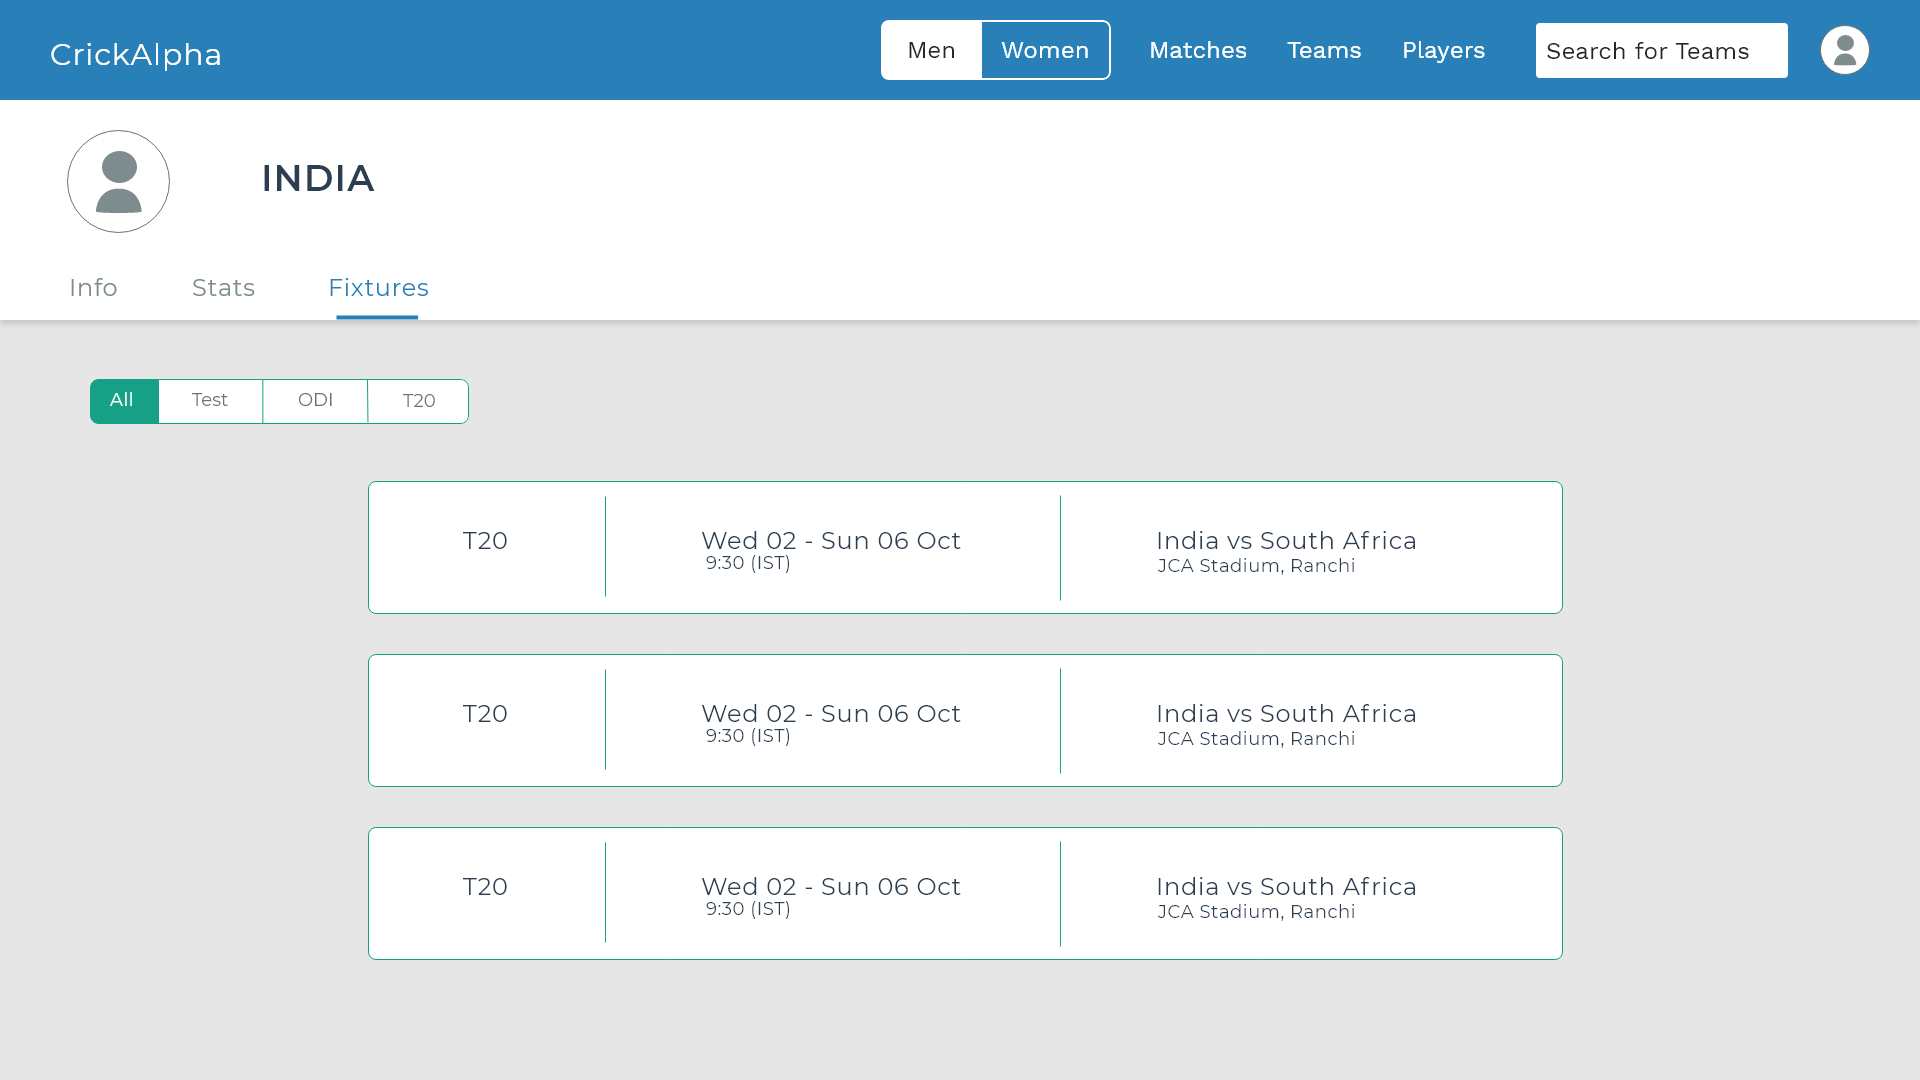 CrickAlpha
Men
Women
Matches
Teams
Players
Search for Teams
INDIA
Info
Stats
Fixtures
All
Test
ODI
T20
T20
Wed 02 - Sun 06 Oct
9:30 (IST)
India vs South Africa
JCA Stadium, Ranchi
T20
Wed 02 - Sun 06 Oct
9:30 (IST)
India vs South Africa
JCA Stadium, Ranchi
T20
Wed 02 - Sun 06 Oct
9:30 (IST)
India vs South Africa
JCA Stadium, Ranchi